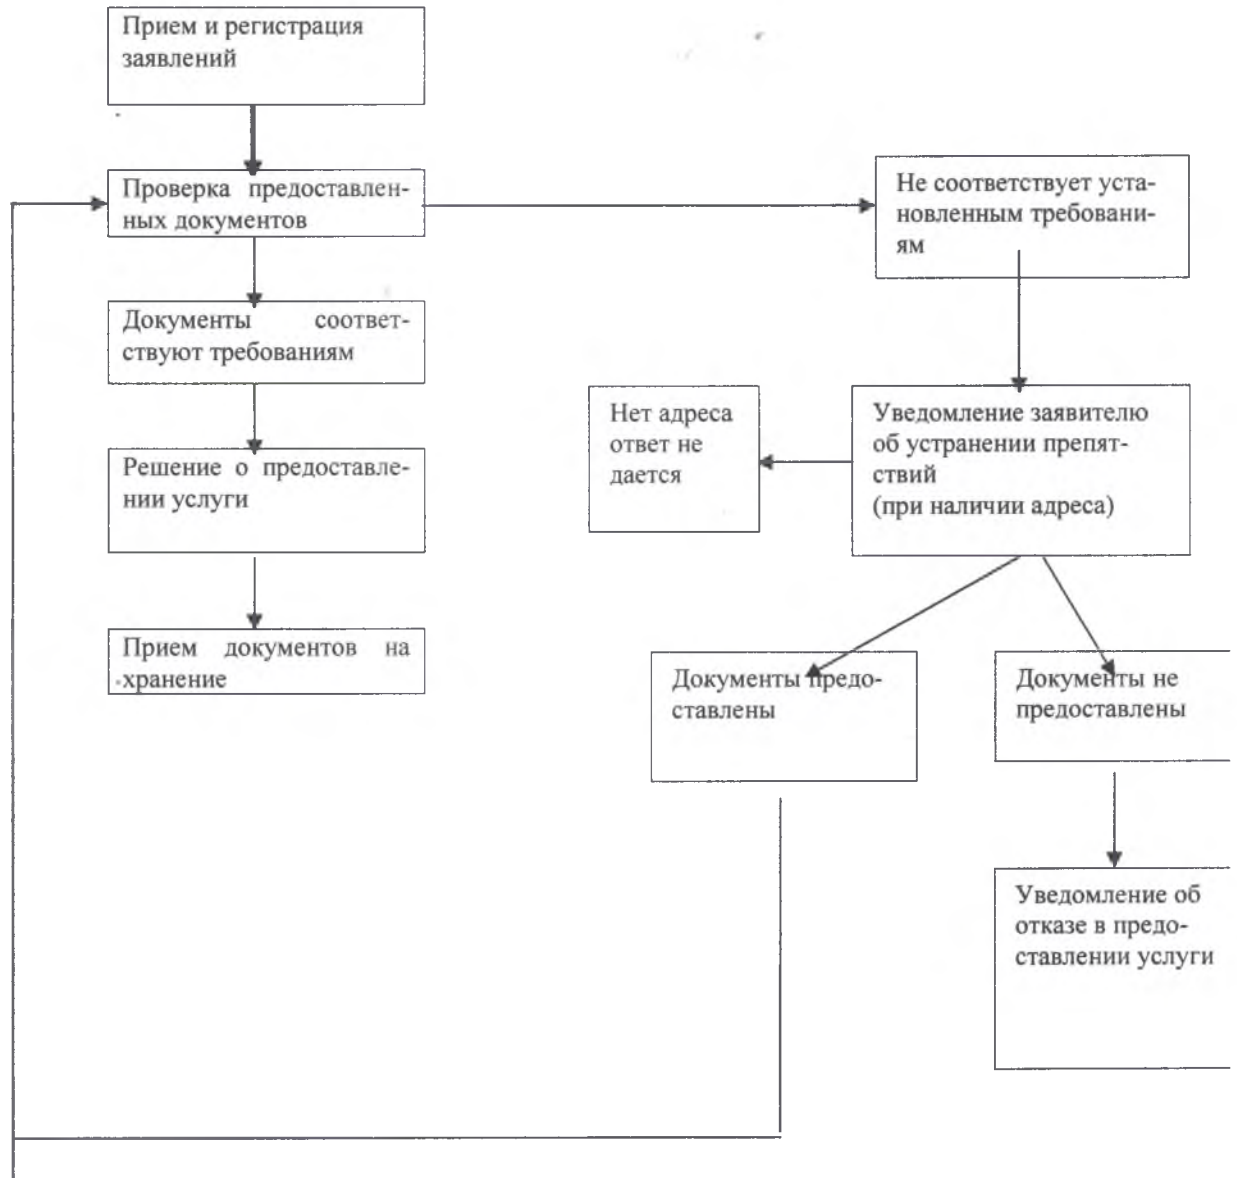 Прием и регистрация
заявлений
Проверка предоставлен-
ных документов
Не соответствует уста-
новленным требовани-
ям
Документы соответ-
ствуют требованиям
Нет адреса
ответ не
дается
Уведомление заявителю
об устранении препят-
ствий
(при наличии адреса)
Решение о предоставле-
нии услуги
Прием документов на
хранение
Документы предо-
ставлены
Документы не
предоставлены
Уведомление об
отказе в предо-
ставлении услуги